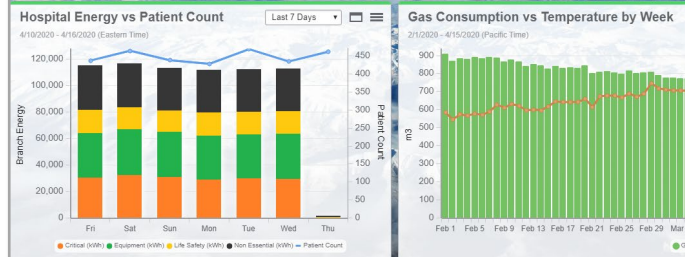 Hospital Energy vs Patient Count
Last 7 Days
4/10/2020 - 4/16/2020 (Eastern Time)
120,000
100,000
80,000
60,000
40,000
20,000
0
Branch Energy
450
400
350
300
250
200
150
100
50
0
Patient Count
Fri Sat Sun Mon Tue Wed Thu
Critical (kWh) Equipment (kWh) Life Safety (kWh) Non Essential (kWh) Patient Count
Gas Consumption vs Temperature by Week
2/1/2020 - 4/15/2020 (Pacific Time)
900
800
700
600
500
400
300
200
100
0
m3
Feb 1 Feb 5 Feb 9 Feb 13 Feb 17 Feb 21 Feb 25 Feb 29 Mar
G